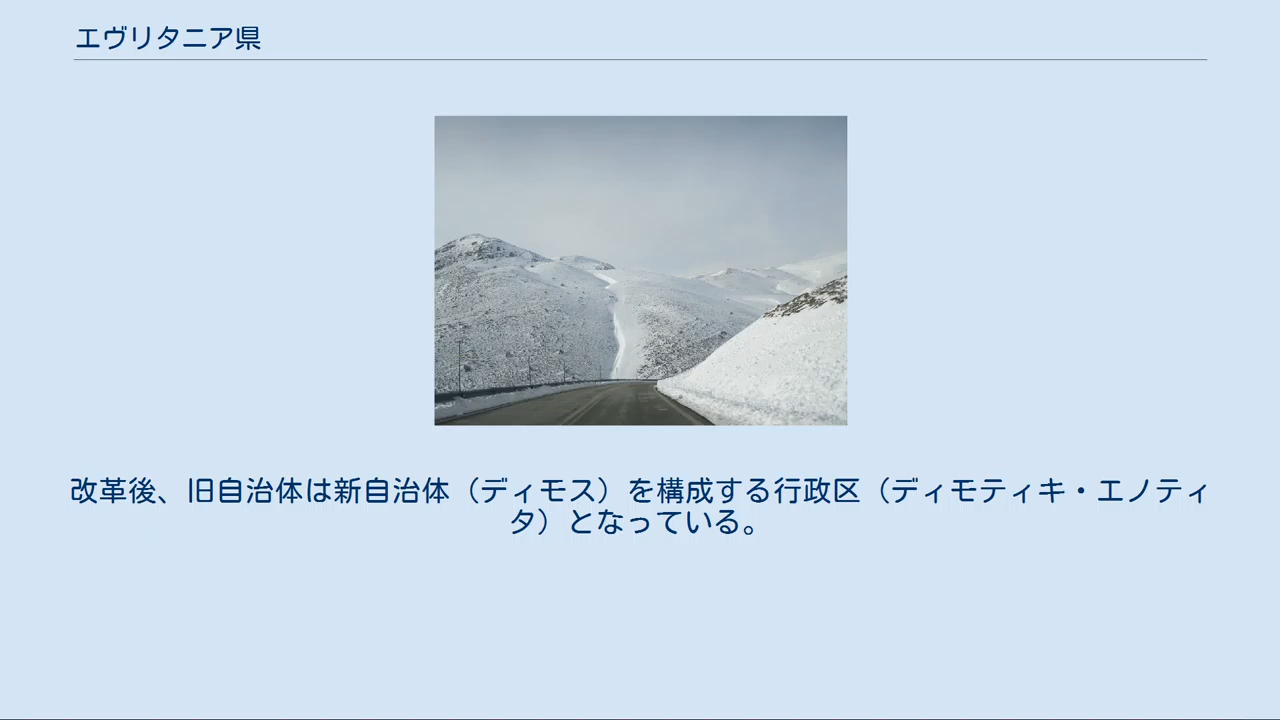 エヴリタニア県
改革後、旧自治体は新自治体（ディモス）を構成する行政区（ディモティキ・エノティ
タ）となっている。